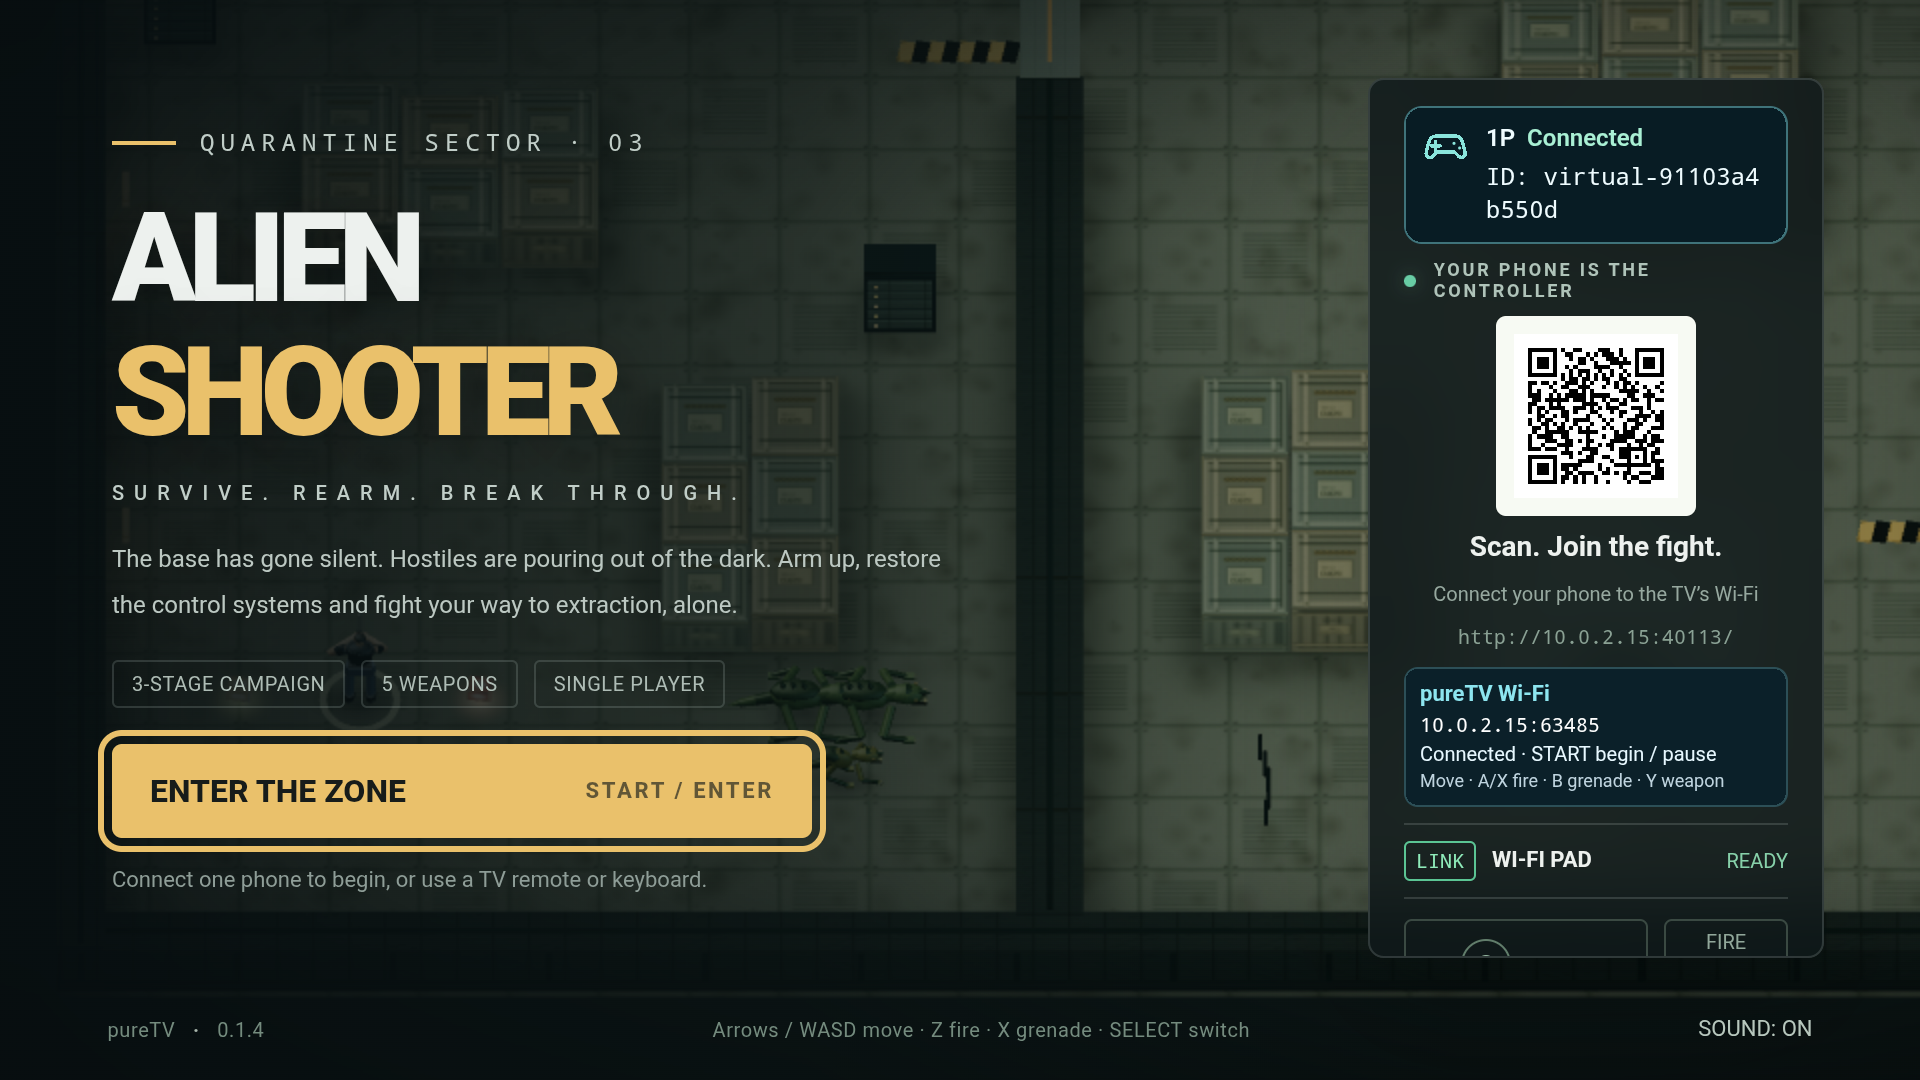 QUARANTINE SECTOR · 03
ALIEN
SHOOTER
SURVIVE. REARM. BREAK THROUGH.
The base has gone silent. Hostiles are pouring out of the dark. Arm up, restore
the control systems and fight your way to extraction, alone.
3-STAGE CAMPAIGN
5 WEAPONS
SINGLE PLAYER
ENTER THE ZONE
START / ENTER
Connect one phone to begin, or use a TV remote or keyboard.
1P Connected
ID: virtual-91103a4
b550d
YOUR PHONE IS THE
CONTROLLER
Scan. Join the fight.
Connect your phone to the TV’s Wi-Fi
http://10.0.2.15:40113/
pureTV Wi-Fi
10.0.2.15:63485
Connected · START begin / pause
Move · A/X fire · B grenade · Y weapon
LINK
WI-FI PAD
READY
FIRE
pureTV · 0.1.4
Arrows / WASD move · Z fire · X grenade · SELECT switch
SOUND: ON